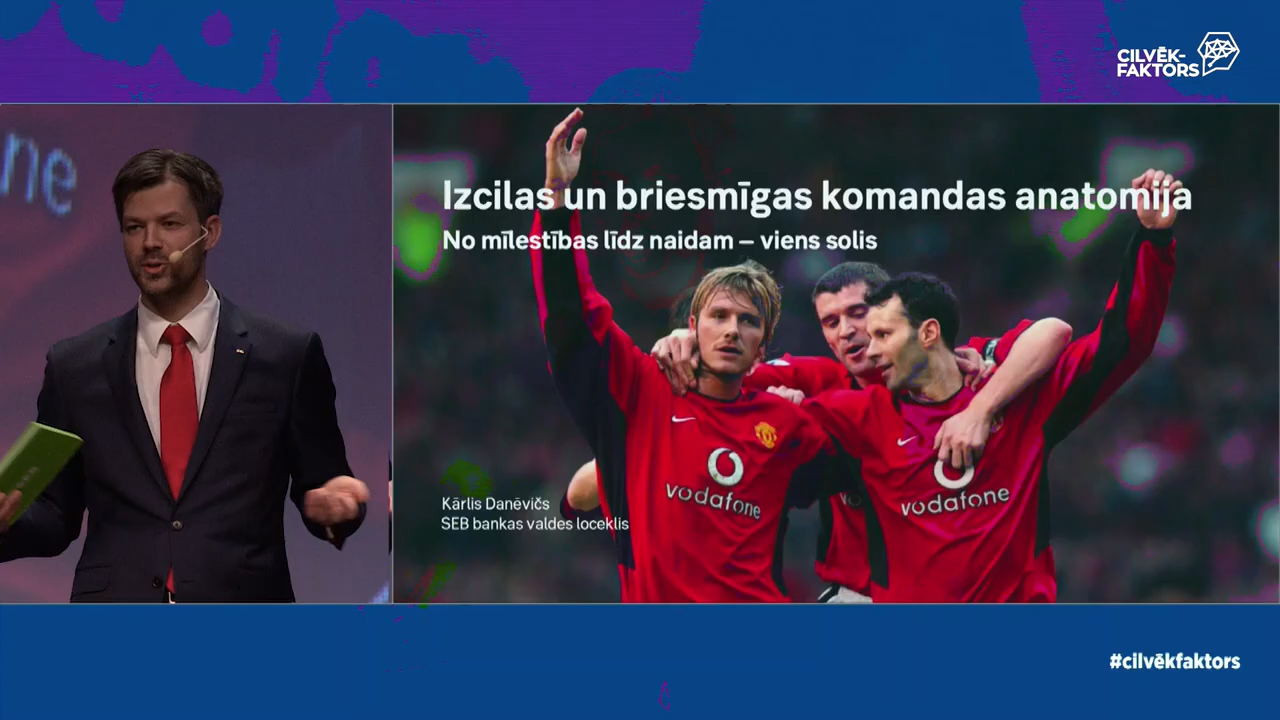 CILVĒK-
FAKTORS
ne
Izcilas un briesmīgas komandas anatomija
No mīlestības līdz naidam – viens solis
vodafone
vodafone
Kārlis Danēvičs
SEB bankas valdes loceklis
#cilvēkfaktors